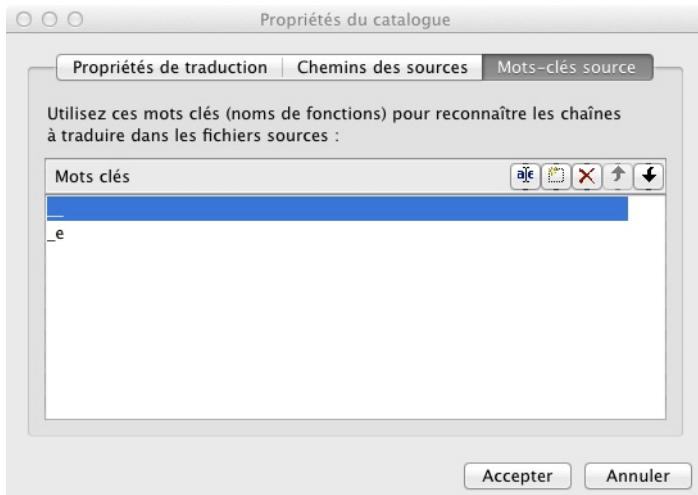 Propriétés du catalogue
Propriétés de traduction Chemins des sources Mots-clés source
Utilisez ces mots clés (noms de fonctions) pour reconnaître les chaînes
à traduire dans les fichiers sources :
Mots clés
__
_e
Accepter Annuler